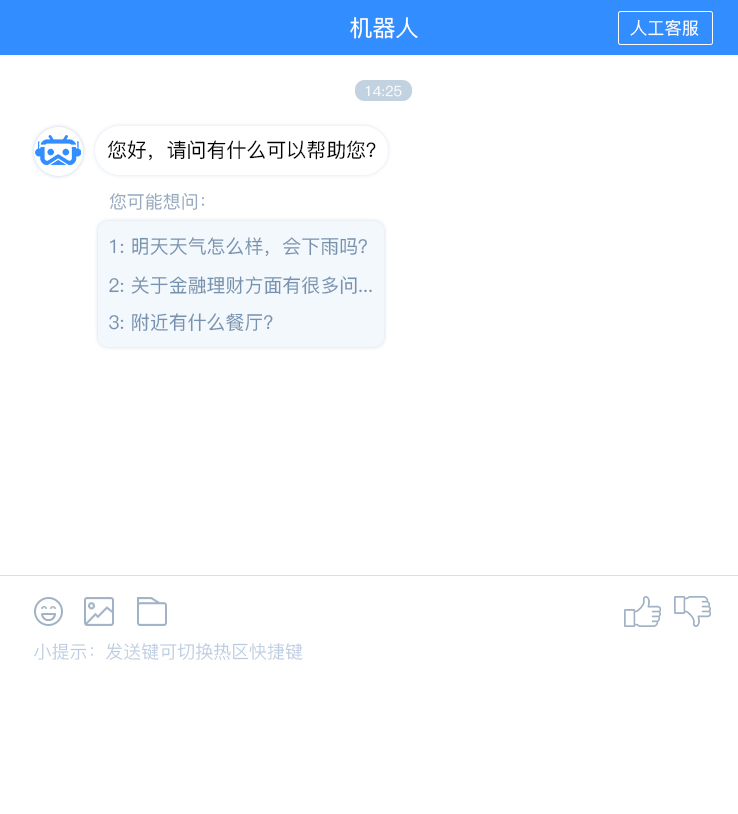 机器人
人工客服
14:25
您好，请问有什么可以帮助您？
您可能想问：
1: 明天天气怎么样，会下雨吗？
2: 关于金融理财方面有很多问...
3: 附近有什么餐厅？
小提示：发送键可切换热区快捷键